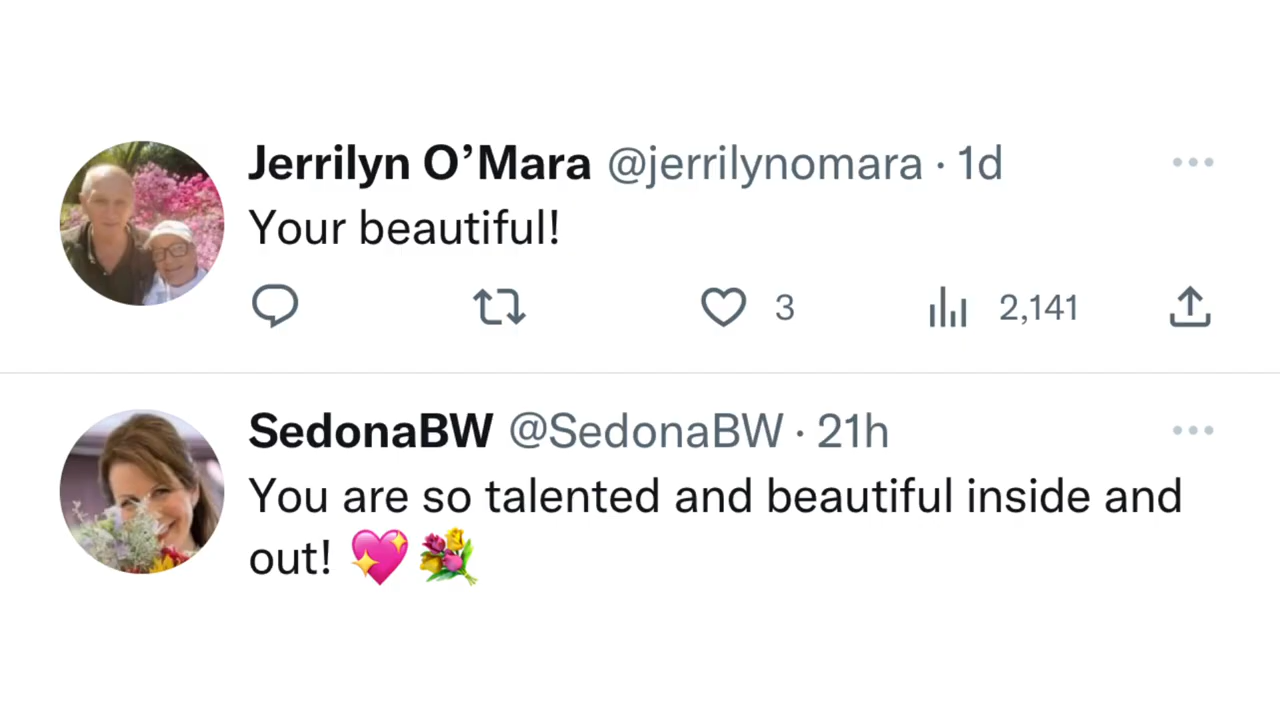 Jerrilyn O’Mara @jerrilynomara · 1d
Your beautiful!
3 2,141
SedonaBW @SedonaBW · 21h
You are so talented and beautiful inside and
out! 💖💐